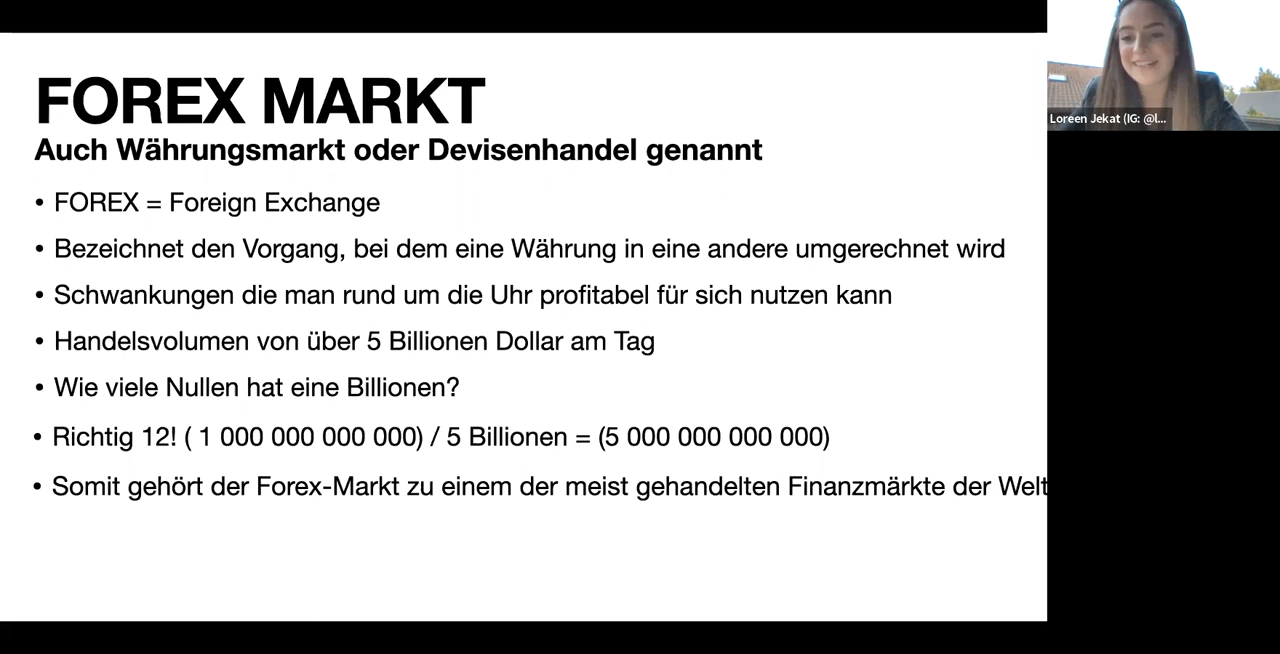 FOREX MARKT
Auch Währungsmarkt oder Devisenhandel genannt
• FOREX = Foreign Exchange
• Bezeichnet den Vorgang, bei dem eine Währung in eine andere umgerechnet wird
• Schwankungen die man rund um die Uhr profitabel für sich nutzen kann
• Handelsvolumen von über 5 Billionen Dollar am Tag
• Wie viele Nullen hat eine Billionen?
• Richtig 12! ( 1 000 000 000 000) / 5 Billionen = (5 000 000 000 000)
• Somit gehört der Forex-Markt zu einem der meist gehandelten Finanzmärkte der Welt
Loreen Jekat (IG: @l...